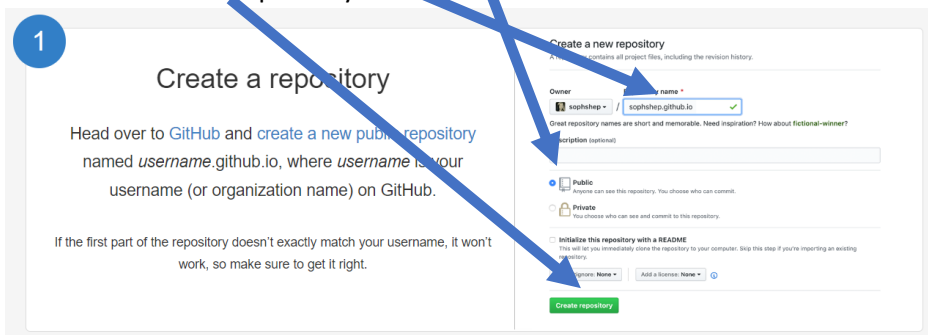 1
Create a repository
Head over to GitHub and create a new public repository
named username.github.io, where username is your
username (or organization name) on GitHub.
If the first part of the repository doesn't exactly match your username, it won't
work, so make sure to get it right.
Create a new repository
A contains all project files, including the revision history.
Owner name *
sophshep / sophshep.github.io
Great repository names are short and memorable. Need inspiration? How about fictional-winner?
(optional)
Public
Anyone can see this repository. You choose who can commit.
Private
You choose who can see and commit to this repository.
Initialize this repository with a README
This will let you immediately clone the repository to your computer. Skip this step if you're importing an existing
repository.
None Add a license: None
Create repository